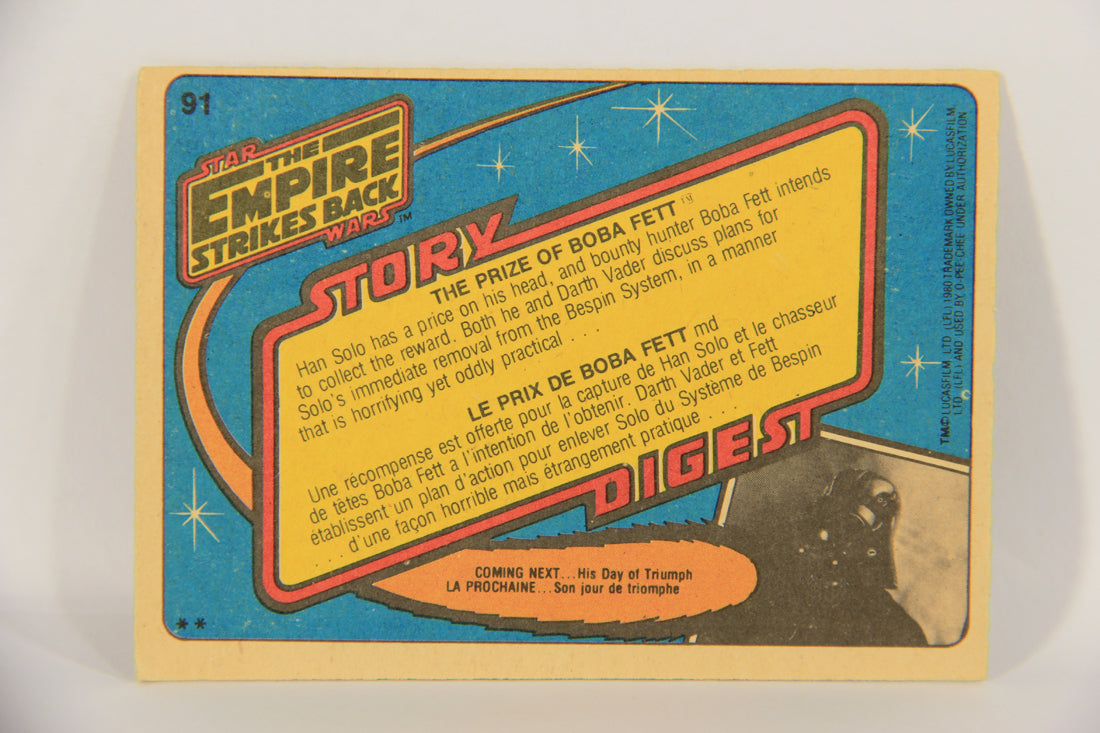 91
STAR
THE
EMPIRE
STRIKES BACK
WARS™
STORY
THE PRIZE OF BOBA FETT™
Han Solo has a price on his head, and bounty hunter Boba Fett intends
to collect the reward. Both he and Darth Vader discuss plans for
Solo's immediate removal from the Bespin System, in a manner
that is horrifying yet oddly practical . . .
LE PRIX DE BOBA FETT md
Une récompense est offerte pour la capture de Han Solo et le chasseur
de têtes Boba Fett a l'intention de l'obtenir. Darth Vader et Fett
établissent un plan d'action pour enlever Solo du Système de Bespin
. . d'une façon horrible mais étrangement pratique . . .
DIGEST
COMING NEXT...His Day of Triumph
LA PROCHAINE...Son jour de triomphe
**
TM©LUCASFILM, LTD. (LFL) 1980 TRADEMARK OWNED BY LUCASFILM
LTD. (LFL) AND USED BY O-PEE-CHEE UNDER AUTHORIZATION